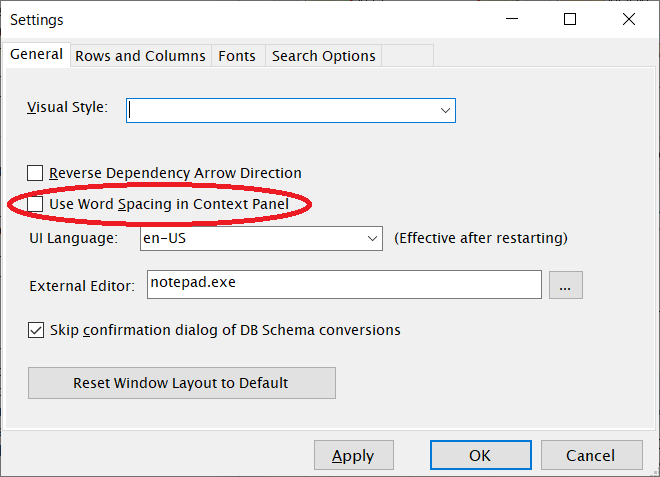 Settings
General Rows and Columns Fonts Search Options
Visual Style:
Reverse Dependency Arrow Direction
Use Word Spacing in Context Panel
UI Language: en-US (Effective after restarting)
External Editor: notepad.exe ...
Skip confirmation dialog of DB Schema conversions
Reset Window Layout to Default
Apply OK Cancel